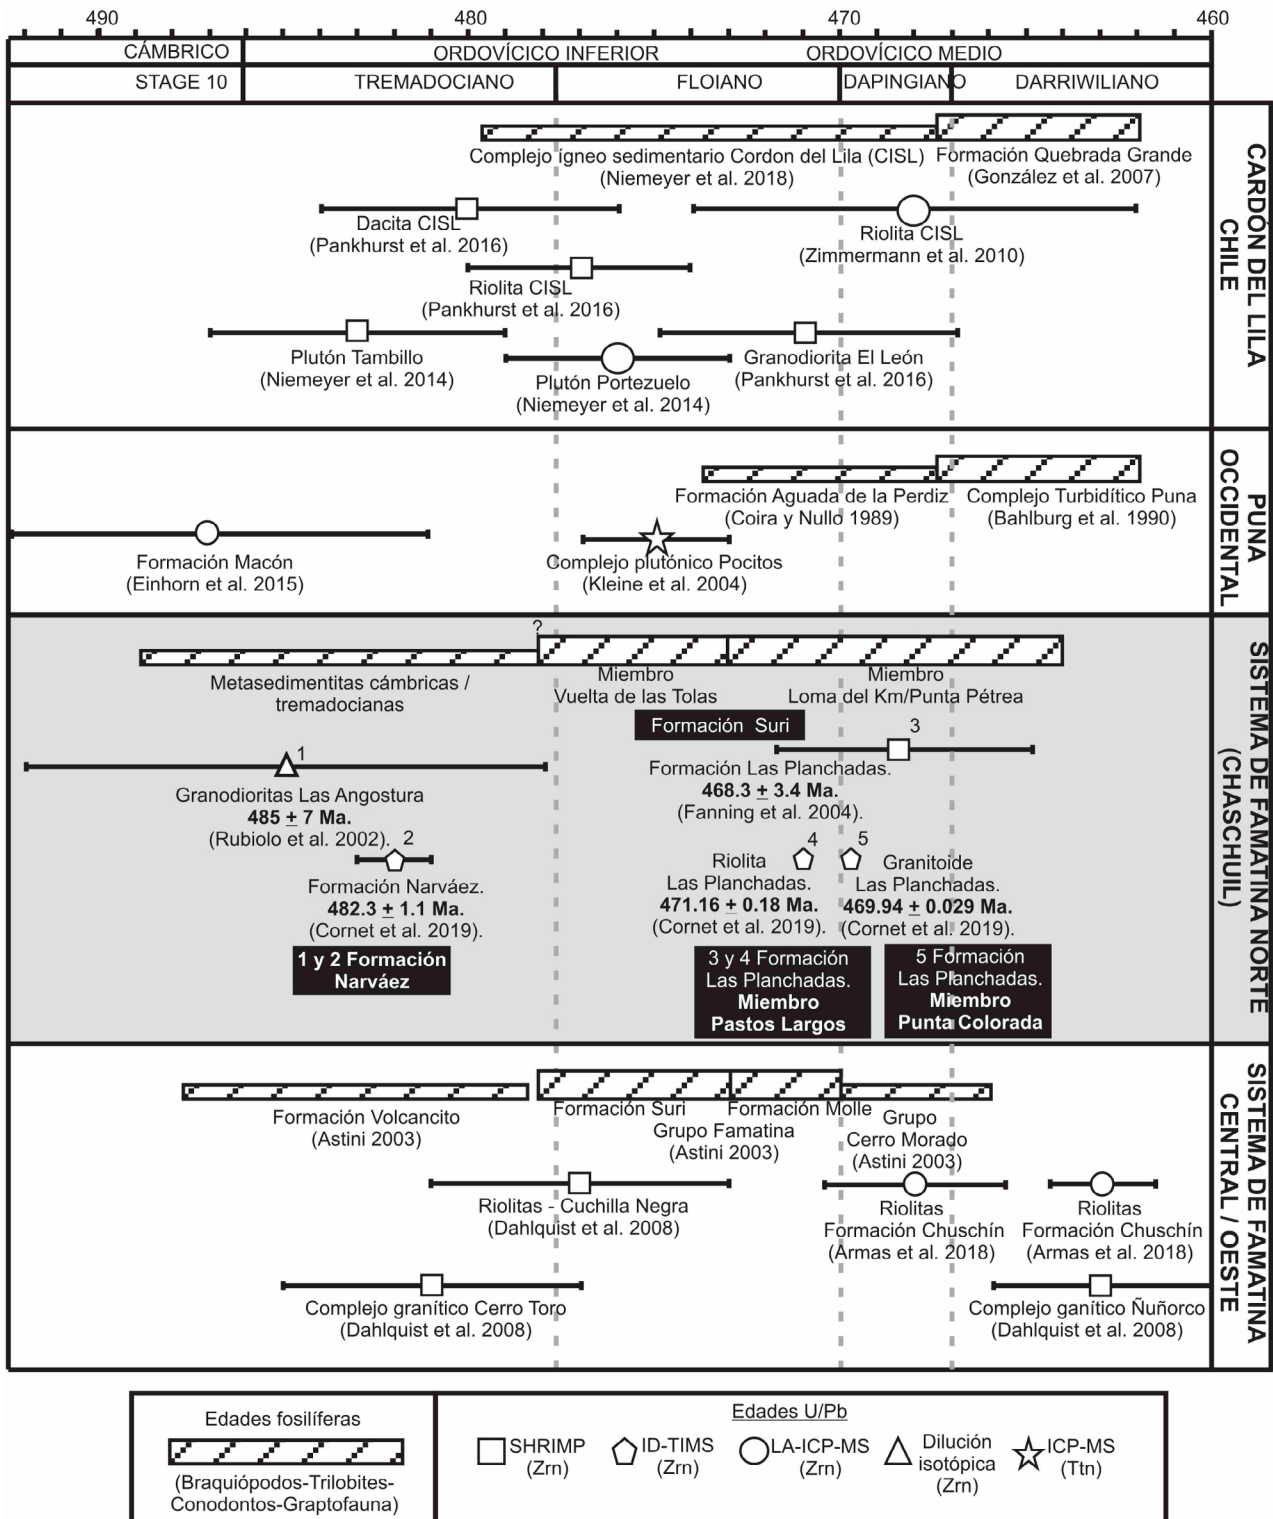 490 480 470 460
CÁMBRICO ORDOVÍCICO INFERIOR ORDOVÍCICO MEDIO
STAGE 10 TREMADOCIANO FLOIANO DAPINGIANO DARRIWILIANO
CARDÓN DEL LILA
CHILE
Complejo ígneo sedimentario Cordon del Lila (CISL)
(Niemeyer et al. 2018)
Formación Quebrada Grande
(González et al. 2007)
Dacita CISL
(Pankhurst et al. 2016)
Riolita CISL
(Zimmermann et al. 2010)
Riolita CISL
(Pankhurst et al. 2016)
Plutón Tambillo
(Niemeyer et al. 2014)
Plutón Portezuelo
(Niemeyer et al. 2014)
Granodiorita El León
(Pankhurst et al. 2016)
PUNA
OCCIDENTAL
Formación Aguada de la Perdiz
(Coira y Nullo 1989)
Complejo Turbidítico Puna
(Bahlburg et al. 1990)
Formación Macón
(Einhorn et al. 2015)
Complejo plutónico Pocitos
(Kleine et al. 2004)
SISTEMA DE FAMATINA NORTE
(CHASCHUIL)
?
Metasedimentitas cámbricas /
tremadocianas
Miembro
Vuelta de las Tolas
Miembro
Loma del Km/Punta Pétrea
Formación Suri
1
Granodioritas Las Angostura
485 ± 7 Ma.
(Rubiolo et al. 2002).
3
Formación Las Planchadas.
468.3 ± 3.4 Ma.
(Fanning et al. 2004).
2
Formación Narváez.
482.3 ± 1.1 Ma.
(Cornet et al. 2019).
4
Riolita
Las Planchadas.
471.16 ± 0.18 Ma.
(Cornet et al. 2019).
5
Granitoide
Las Planchadas.
469.94 ± 0.029 Ma.
(Cornet et al. 2019).
1 y 2 Formación
Narváez
3 y 4 Formación
Las Planchadas.
Miembro
Pastos Largos
5 Formación
Las Planchadas.
Miembro
Punta Colorada
SISTEMA DE FAMATINA
CENTRAL / OESTE
Formación Volcancito
(Astini 2003)
Formación Suri Formación Molle
Grupo Famatina
(Astini 2003)
Grupo
Cerro Morado
(Astini 2003)
Riolitas - Cuchilla Negra
(Dahlquist et al. 2008)
Riolitas
Formación Chuschín
(Armas et al. 2018)
Riolitas
Formación Chuschín
(Armas et al. 2018)
Complejo granítico Cerro Toro
(Dahlquist et al. 2008)
Complejo ganítico Ñuñorco
(Dahlquist et al. 2008)
Edades fosilíferas
(Braquiópodos-Trilobites-
Conodontos-Graptofauna)
Edades U/Pb
SHRIMP
(Zrn)
ID-TIMS
(Zrn)
LA-ICP-MS
(Zrn)
Dilución
isotópica
(Zrn)
ICP-MS
(Ttn)